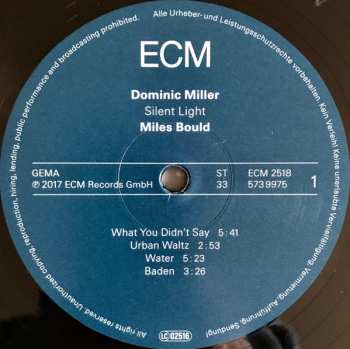 ECM
Dominic Miller
Silent Light
Miles Bould
GEMA
℗ 2017 ECM Records GmbH
ST
33
ECM 2518
573 9975
1
What You Didn't Say 5:41
Urban Waltz 2:53
Water 5:23
Baden 3:26
LC 02516
Alle Urheber- und Leistungsschutzrechte vorbehalten. Kein Verleih! Keine unerlaubte Vervielfältigung, Vermietung, Aufführung, Sendung!
All rights reserved. Unauthorized copying, reproduction, hiring, lending, public performance and broadcasting prohibited.